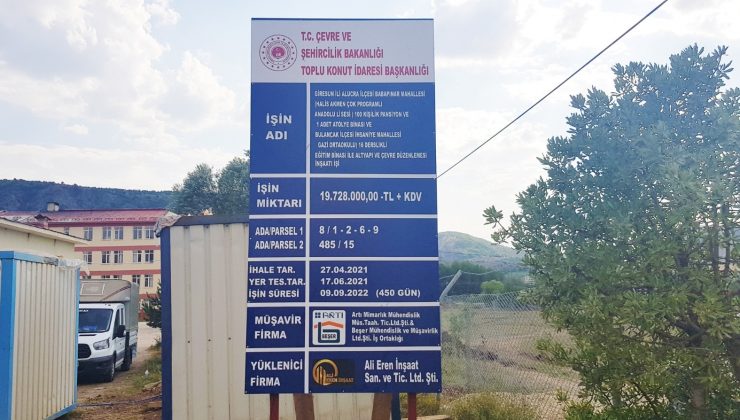 T.C. ÇEVRE VE
ŞEHİRCİLİK BAKANLIĞI
TOPLU KONUT İDARESİ BAŞKANLIĞI
İŞİN
ADI
GİRESUN İLİ ALUCRA İLÇESİ BABAPINAR MAHALLESİ
(HALİS AKMEN ÇOK PROGRAMLI
ANADOLU LİSESİ) 100 KİŞİLİK PANSİYON VE
1 ADET ATÖLYE BİNASI VE
BULANCAK İLÇESİ İHSANİYE MAHALLESİ
GAZİ ORTAOKULU) 16 DERSLİKLİ
EĞİTİM BİNASI İLE ALTYAPI VE ÇEVRE DÜZENLEMESİ
İNŞAATI İŞİ
İŞİN
MİKTARI
19.728.000,00 -TL + KDV
ADA/PARSEL 1
8 / 1 - 2 - 6 - 9
ADA/PARSEL 2
485 / 15
İHALE TAR.
27.04.2021
YER TES.TAR.
17.06.2021
İŞİN SÜRESİ
09.09.2022 (450 GÜN)
MÜŞAVİR
FİRMA
ARTI
BEŞER
Artı Mimarlık Mühendislik
Müş.Taah. Tic.Ltd.Şti.&
Beşer Mühendislik ve Müşavirlik
Ltd.Şti. İş Ortaklığı
YÜKLENİCİ
FİRMA
ALİ
EREN İNŞAAT
Ali Eren İnşaat
San. ve Tic. Ltd. Şti.